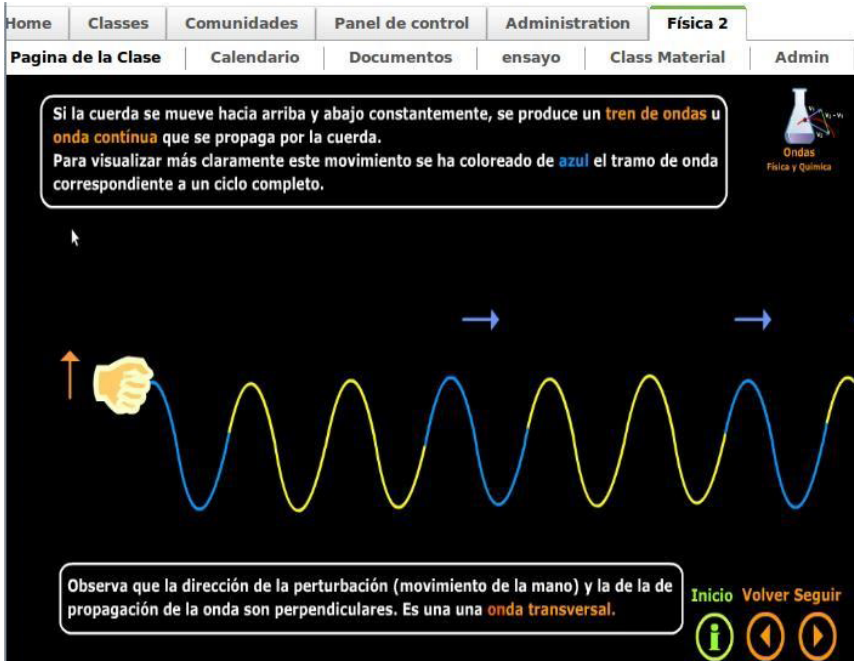 Home Classes Comunidades Panel de control Administration Física 2
Pagina de la Clase Calendario Documentos ensayo Class Material Admin
Si la cuerda se mueve hacia arriba y abajo constantemente, se produce un tren de ondas u
onda contínua que se propaga por la cuerda.
Para visualizar más claramente este movimiento se ha coloreado de azul el tramo de onda
correspondiente a un ciclo completo.
Ondas
Física y Química
Observa que la dirección de la perturbación (movimiento de la mano) y la de la de
propagación de la onda son perpendiculares. Es una una onda transversal.
Inicio Volver Seguir